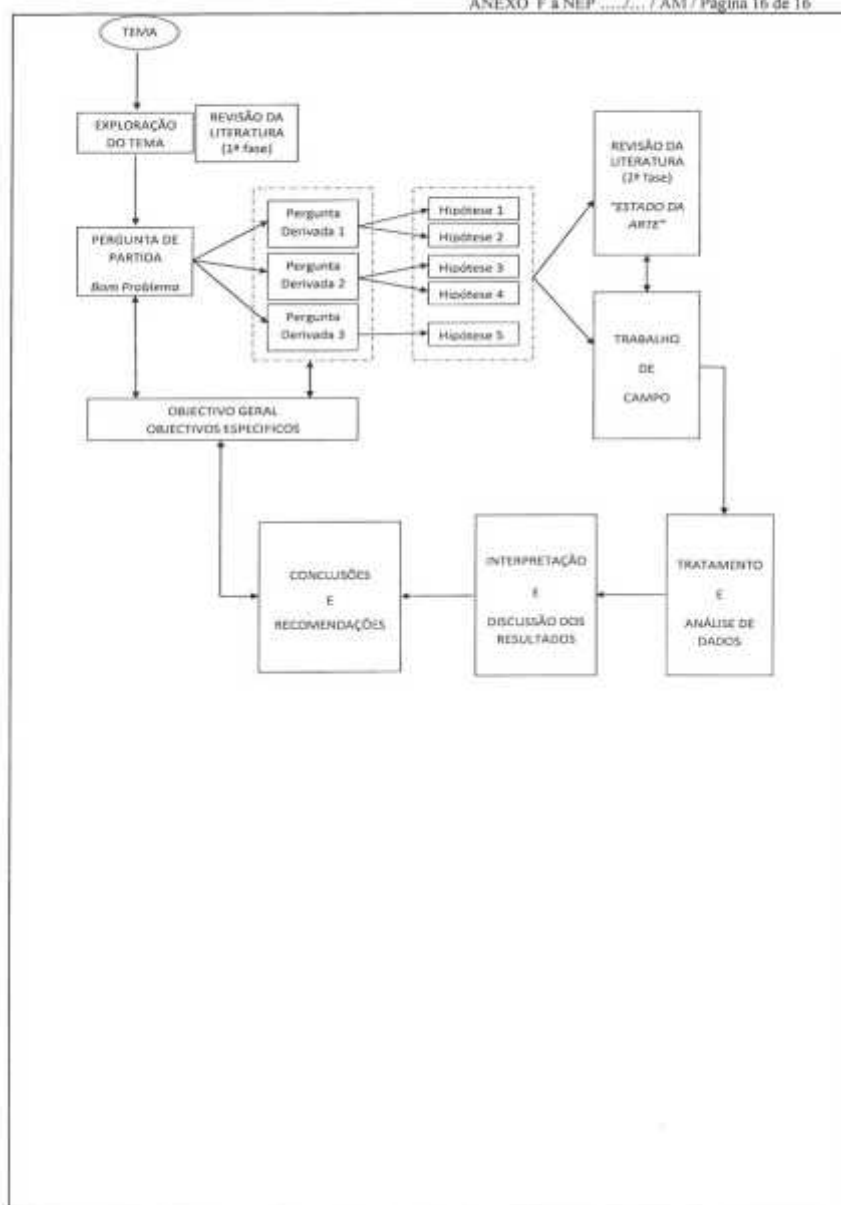 ANEXO F à NEP ...../... / AM / Página 16 de 16
TEMA
EXPLORAÇÃO
DO TEMA
REVISÃO DA
LITERATURA
(1ª fase)
PERGUNTA DE
PARTIDA
Bom Problema
Pergunta
Derivada 1
Pergunta
Derivada 2
Pergunta
Derivada 3
Hipótese 1
Hipótese 2
Hipótese 3
Hipótese 4
Hipótese 5
REVISÃO DA
LITERATURA
(2ª fase)
"ESTADO DA
ARTE"
TRABALHO
DE
CAMPO
OBJECTIVO GERAL
OBJECTIVOS ESPECIFICOS
CONCLUSÕES
E
RECOMENDAÇÕES
INTERPRETAÇÃO
E
DISCUSSÃO DOS
RESULTADOS
TRATAMENTO
E
ANÁLISE DE
DADOS